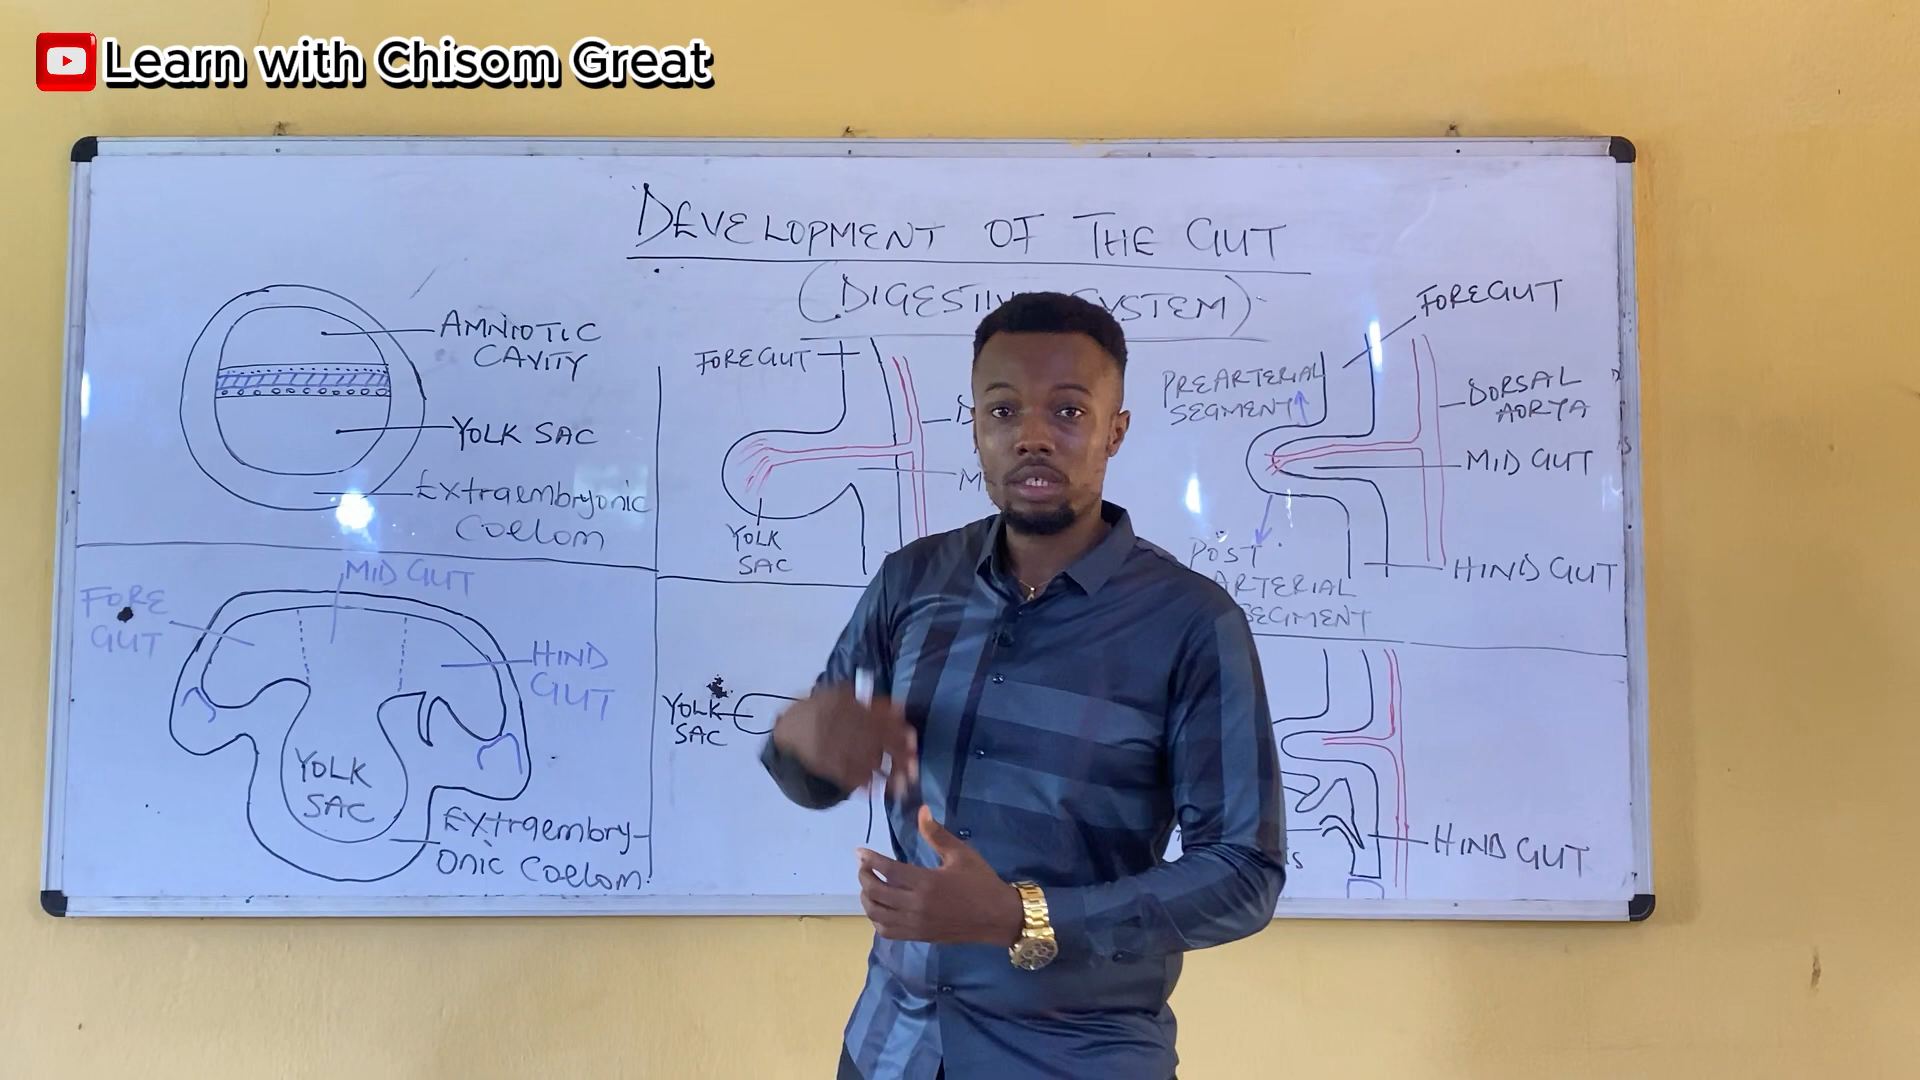 Learn with Chisom Great
DEVELOPMENT OF THE GUT
(DIGESTIVE SYSTEM)
AMNIOTIC
CAVITY
YOLK SAC
Extraembryonic
Coelom
FORE
GUT
MID GUT
HIND
GUT
YOLK
SAC
Extraembry-
onic Coelom
FOREGUT
YOLK
SAC
FOREGUT
PREARTERIAL
SEGMENT
DORSAL
AORTA
MID GUT
HIND GUT
POST
ARTERIAL
SEGMENT
YOLK
SAC
HIND GUT